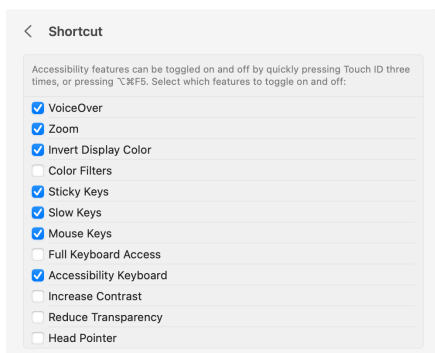 Shortcut
Accessibility features can be toggled on and off by quickly pressing Touch ID three
times, or pressing ⌥⌘F5. Select which features to toggle on and off:
VoiceOver
Zoom
Invert Display Color
Color Filters
Sticky Keys
Slow Keys
Mouse Keys
Full Keyboard Access
Accessibility Keyboard
Increase Contrast
Reduce Transparency
Head Pointer